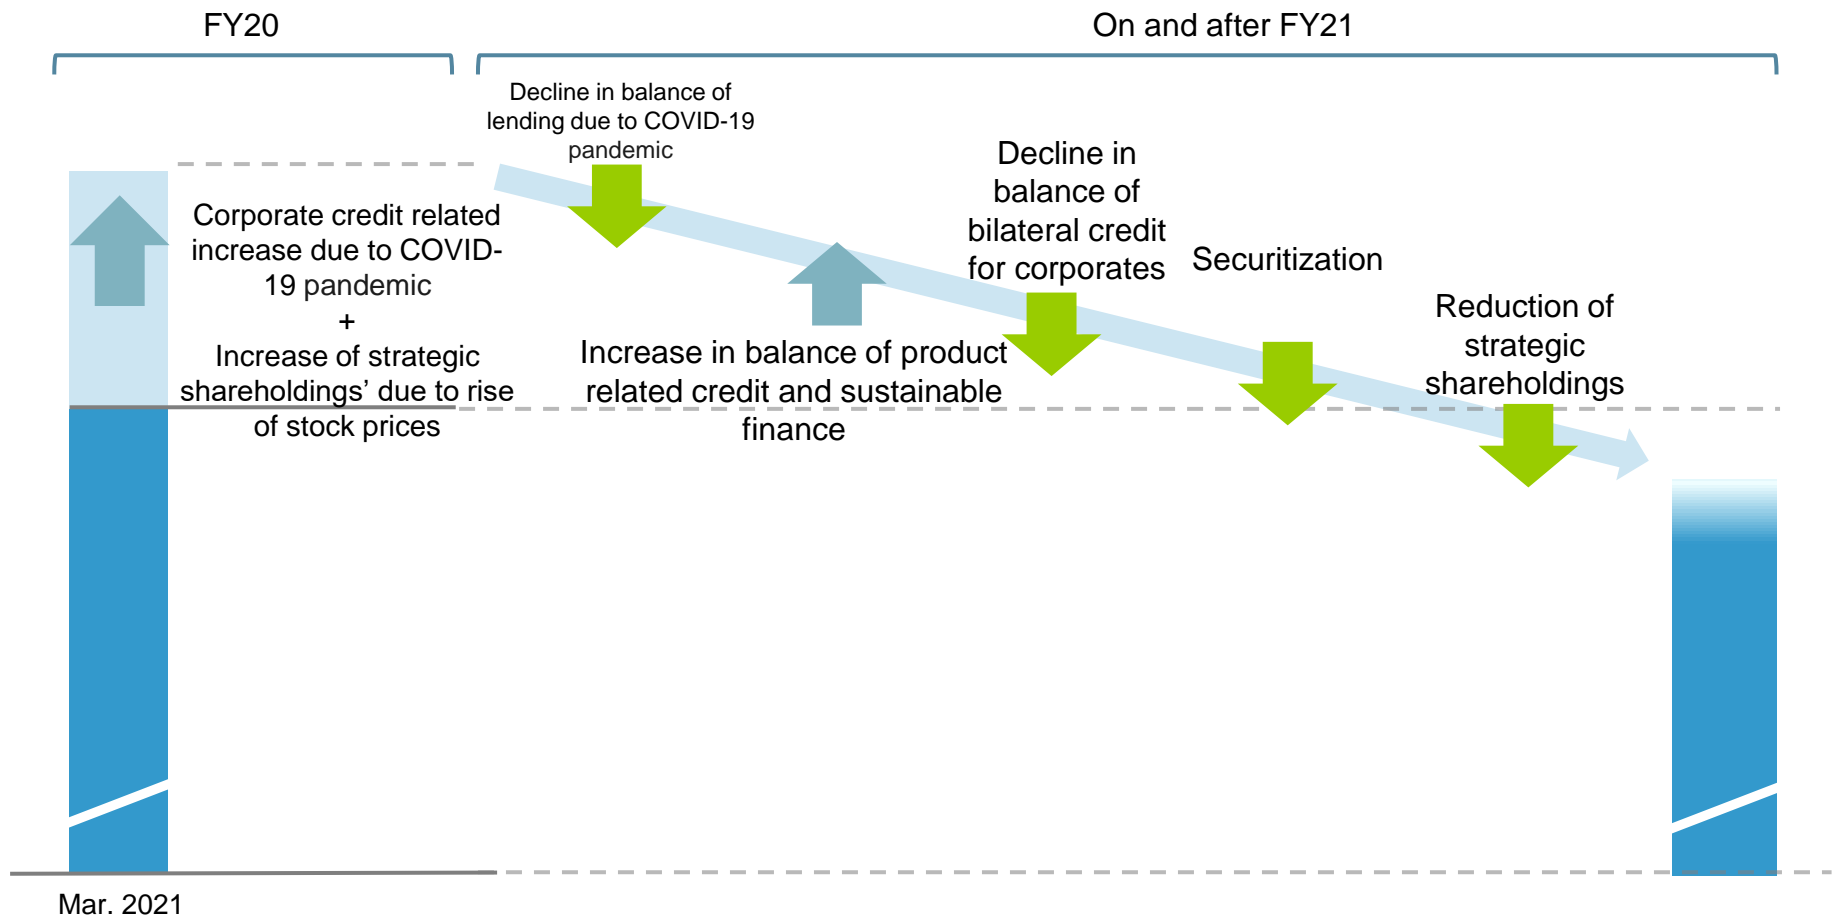 FY20
On and after FY21
Decline in balance of
lending due to COVID-19
pandemic
Corporate credit related
increase due to COVID-
19 pandemic
+
Increase of strategic
shareholdings’ due to rise
of stock prices
Increase in balance of product
related credit and sustainable
finance
Decline in
balance of
bilateral credit
for corporates
Securitization
Reduction of
strategic
shareholdings
Mar. 2021